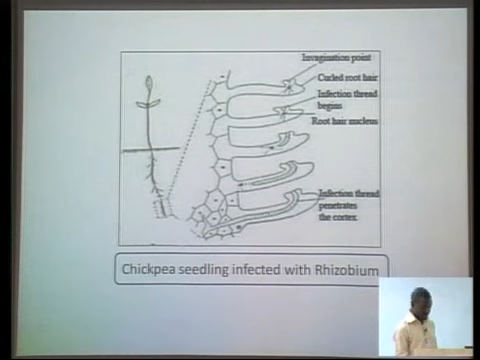 Invagination point
Curled root hair
Infection thread
begins
Root hair nucleus
Infection thread
penetrates
the cortex.
Chickpea seedling infected with Rhizobium